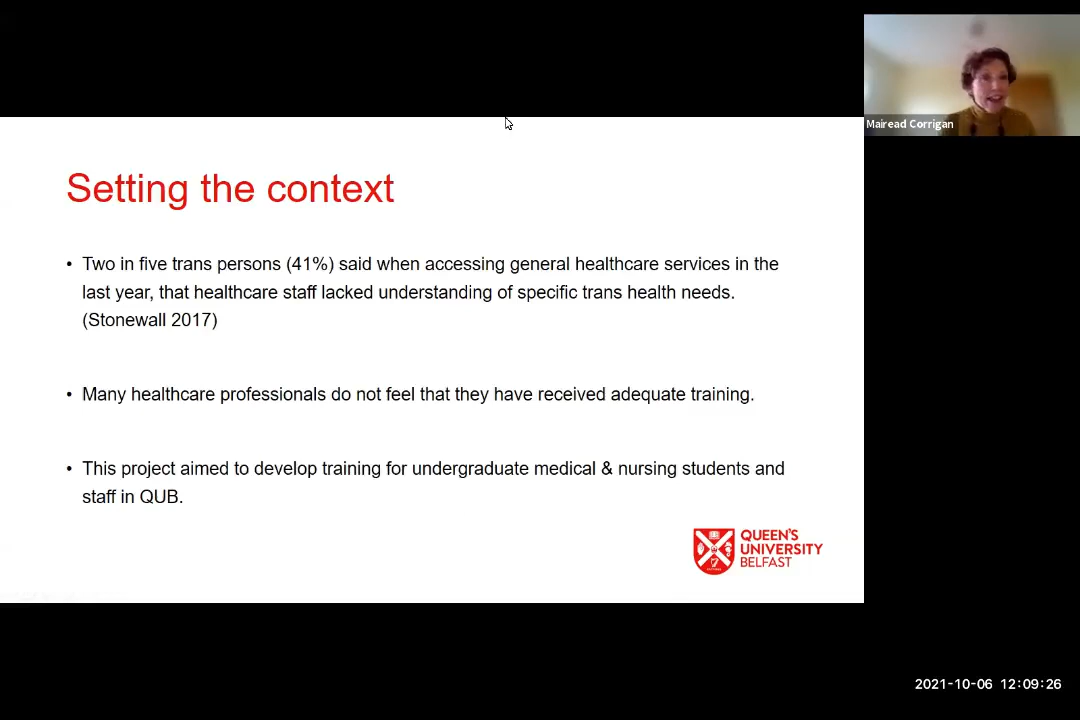 Mairead Corrigan
Setting the context
• Two in five trans persons (41%) said when accessing general healthcare services in the
last year, that healthcare staff lacked understanding of specific trans health needs.
(Stonewall 2017)
• Many healthcare professionals do not feel that they have received adequate training.
• This project aimed to develop training for undergraduate medical & nursing students and
staff in QUB.
QUEEN'S
UNIVERSITY
BELFAST
2021-10-06 12:09:26